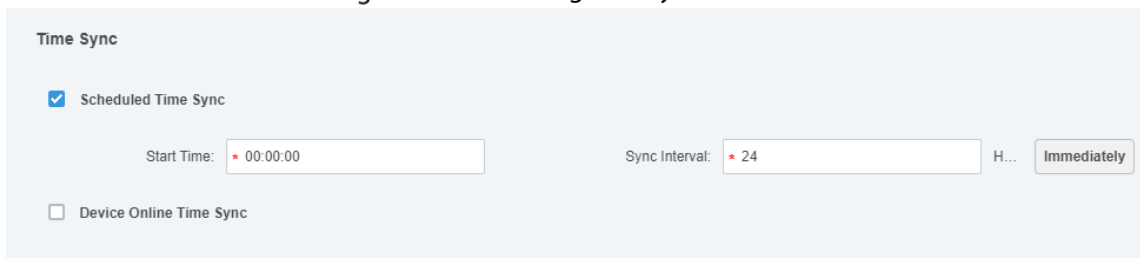 Time Sync
Scheduled Time Sync
Start Time: * 00:00:00 Sync Interval: * 24 H... Immediately
Device Online Time Sync